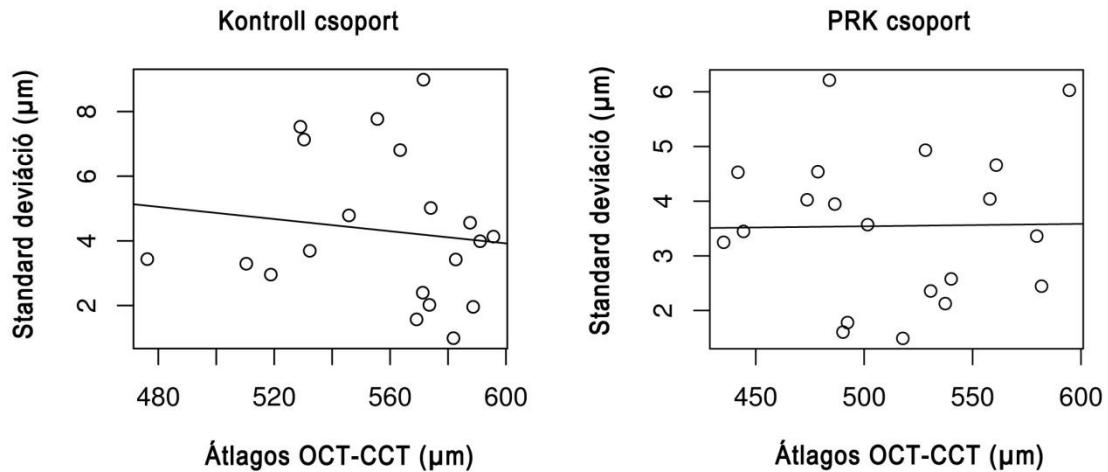 Kontroll csoport
Standard deviáció (µm)
8
6
4
2
480 520 560 600
Átlagos OCT-CCT (µm)
PRK csoport
Standard deviáció (µm)
6
5
4
3
2
450 500 550 600
Átlagos OCT-CCT (µm)